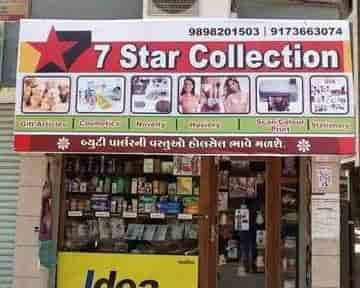 9898201503 | 9173663074
7 Star Collection
Gift Articles Cosmetics Novelty Hosiery Scan/Colour Print Stationery
બ્યુટી પાર્લરની વસ્તુઓ હોલસેલ ભાવે મળશે.
Idea